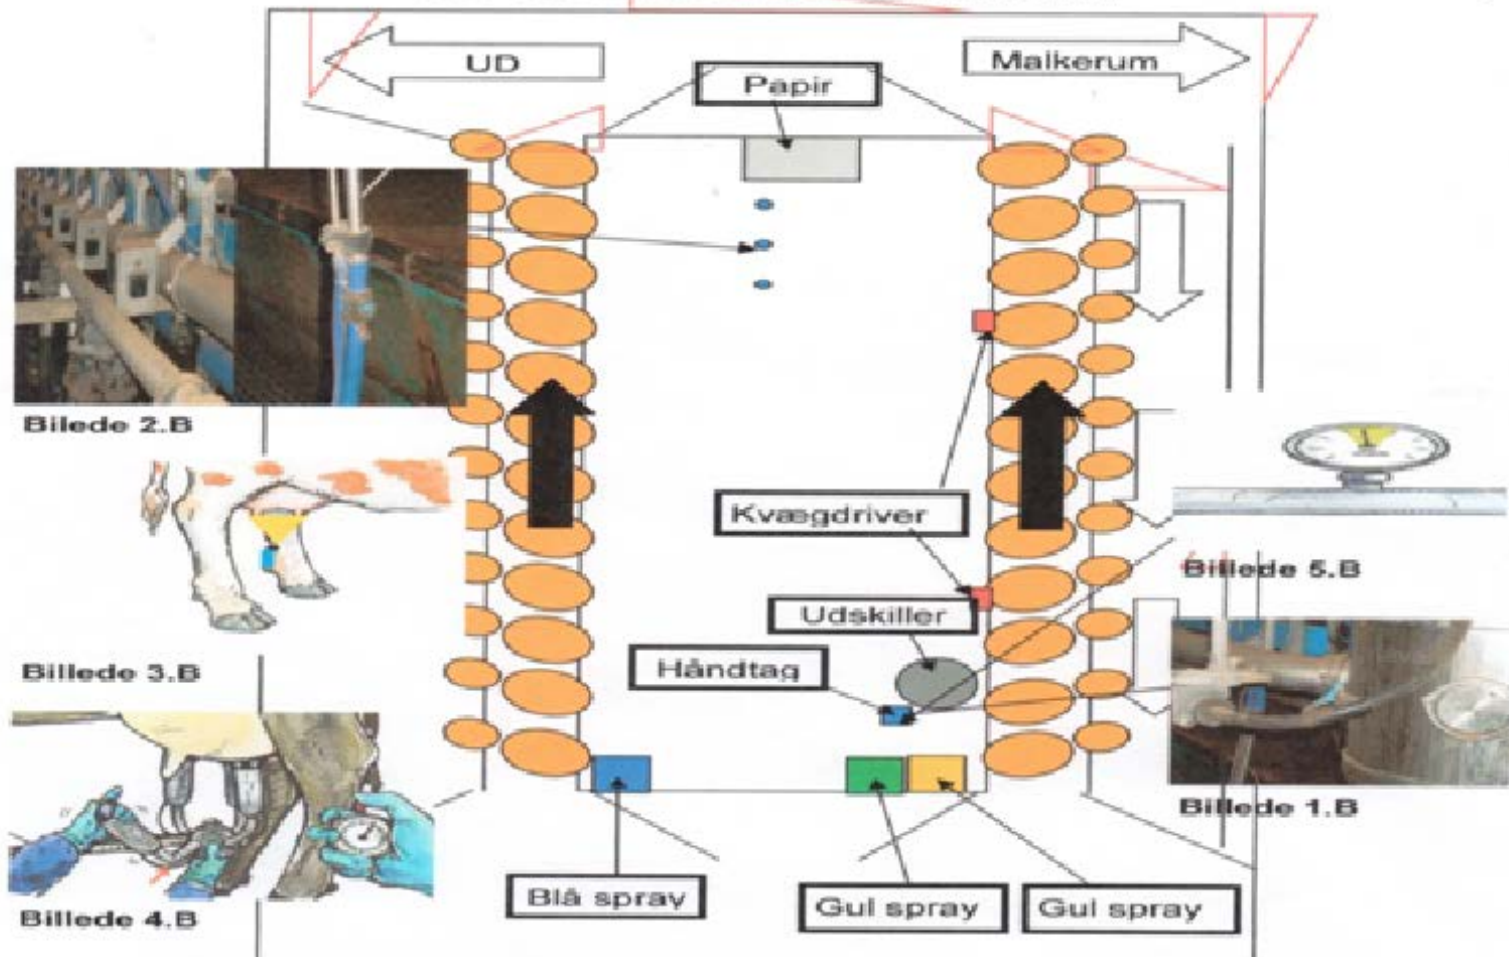 UD
Malkerum
Papir
Bilede 2.B
Kvægdriver
Billede 5.B
Udskiller
Håndtag
Billede 3.B
Billede 1.B
Blå spray
Gul spray
Gul spray
Billede 4.B